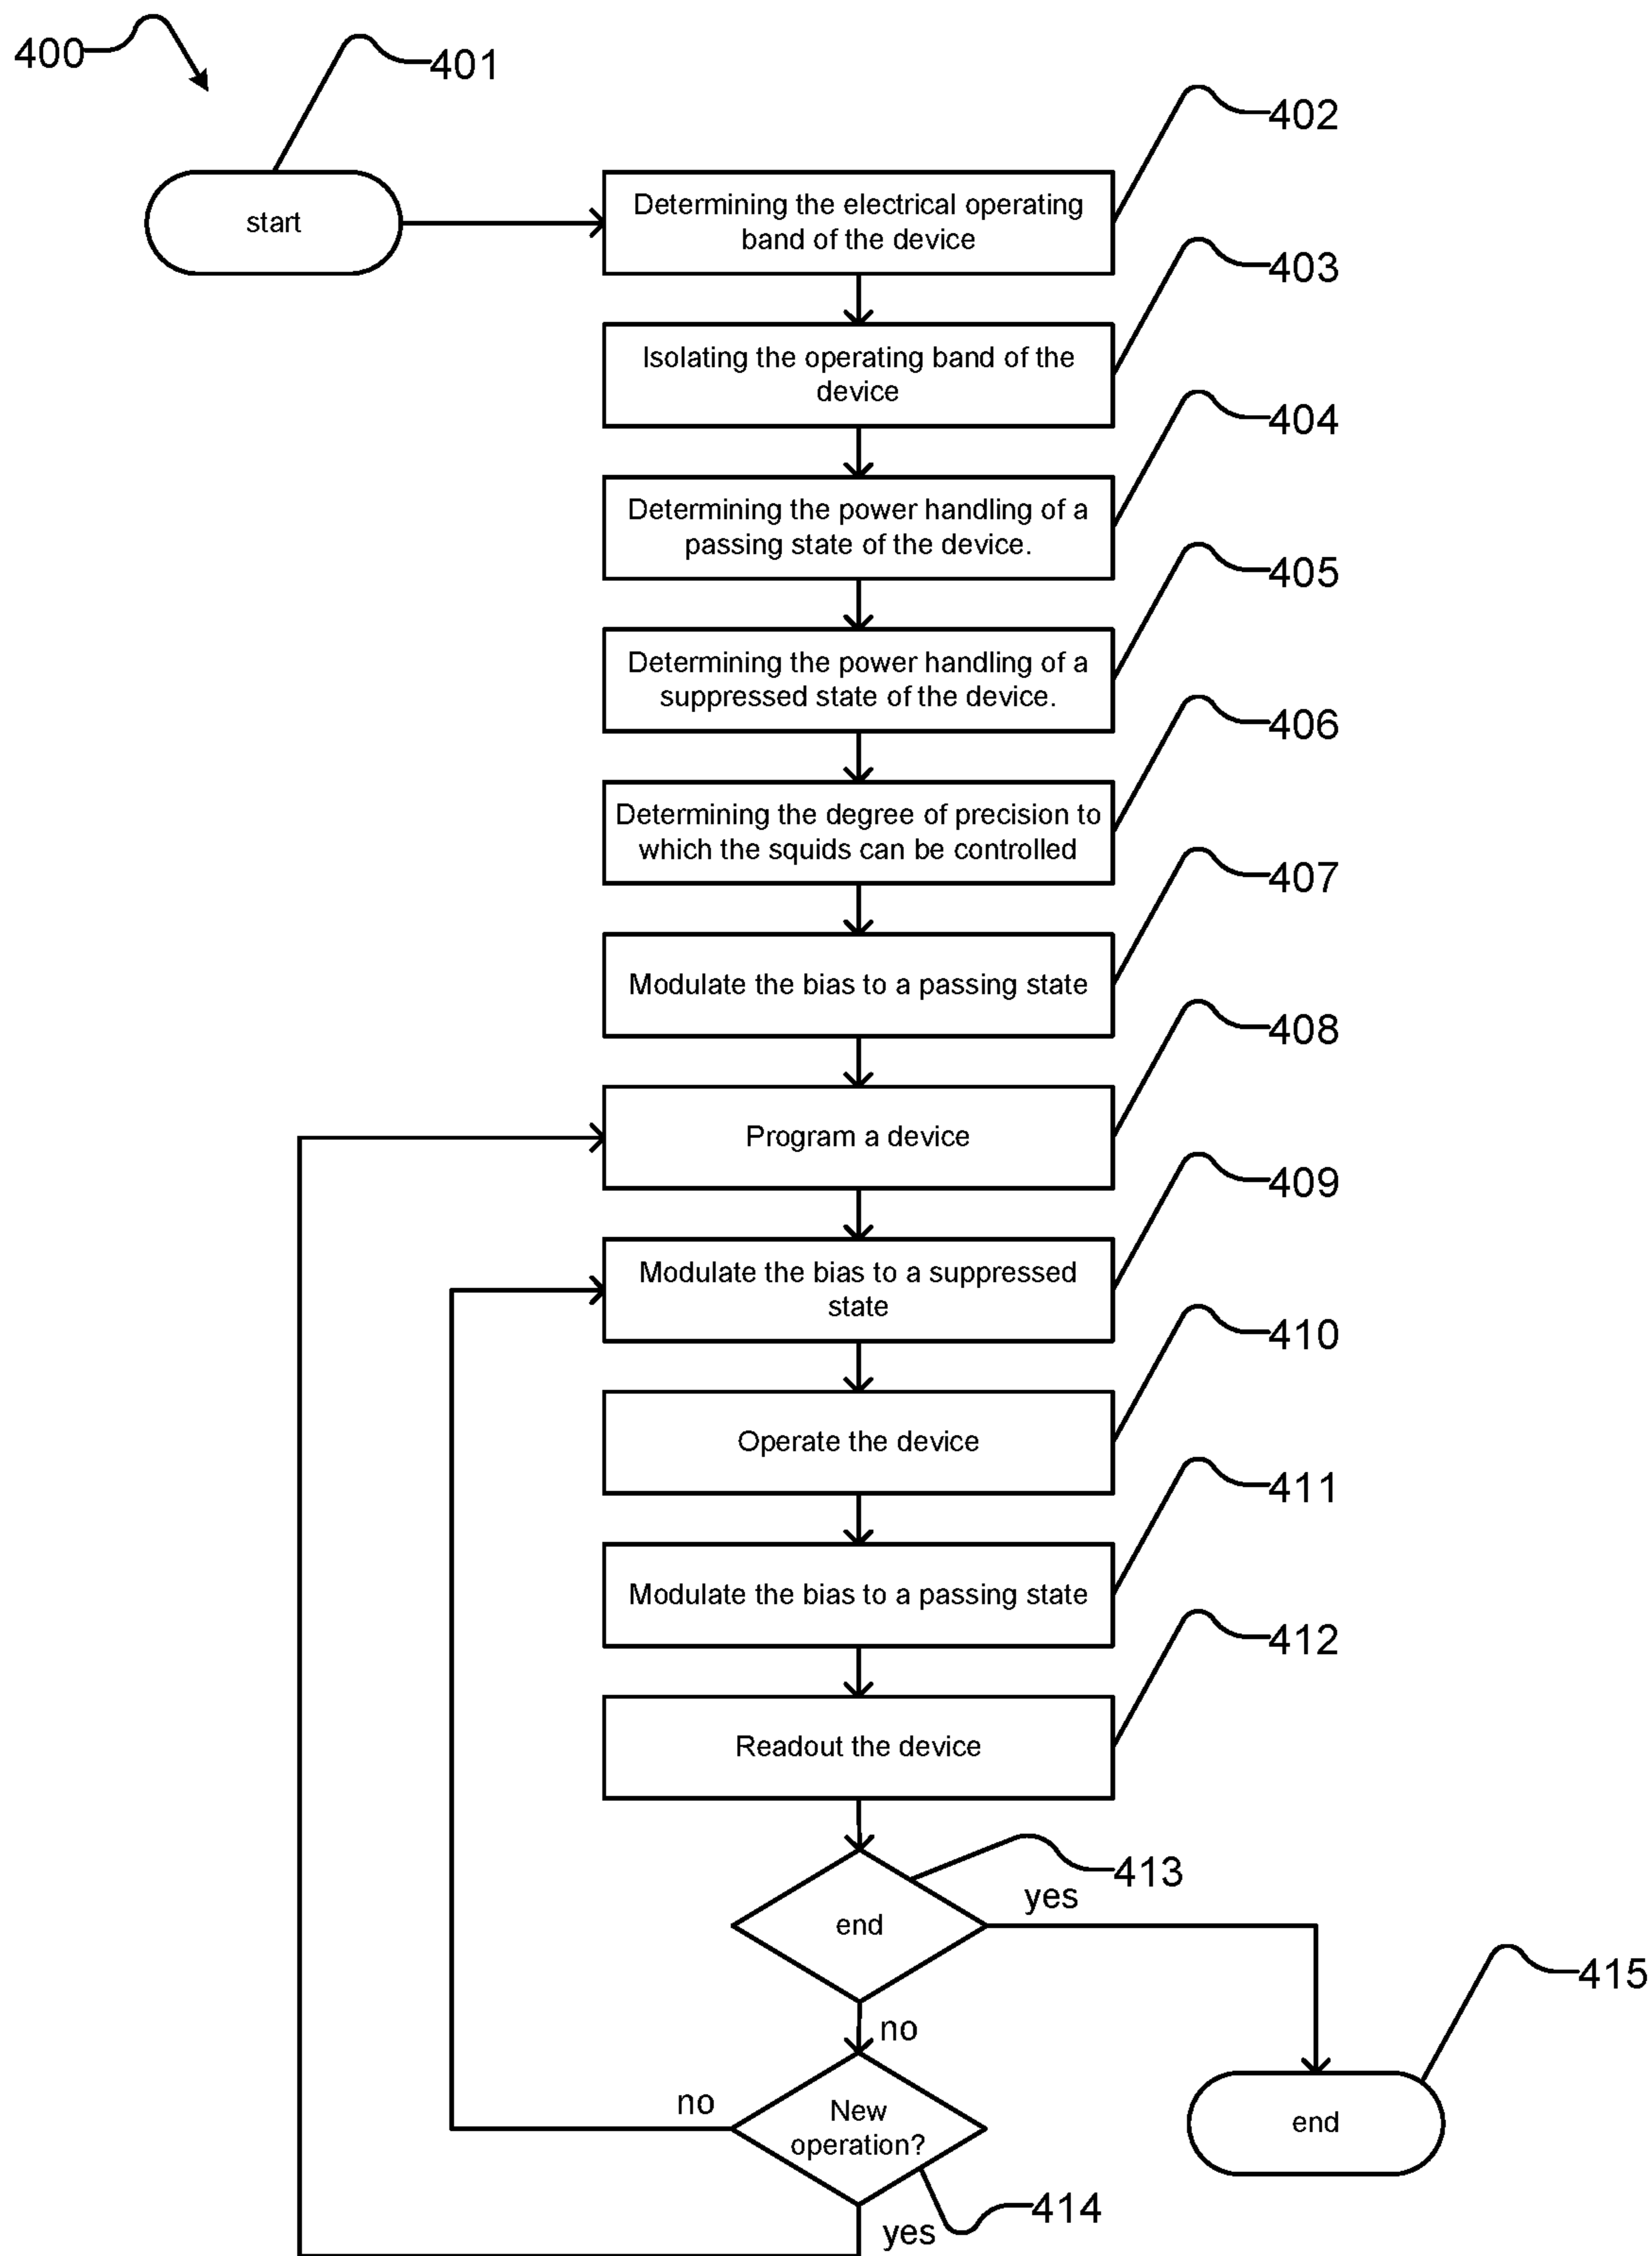 400
401
402
start
Determining the electrical operating
band of the device
403
Isolating the operating band of the
device
404
Determining the power handling of a
passing state of the device.
405
Determining the power handling of a
suppressed state of the device.
406
Determining the degree of precision to
which the squids can be controlled
407
Modulate the bias to a passing state
408
Program a device
409
Modulate the bias to a suppressed
state
410
Operate the device
411
Modulate the bias to a passing state
412
Readout the device
413
yes
end
415
no
no
New
operation?
end
414
yes